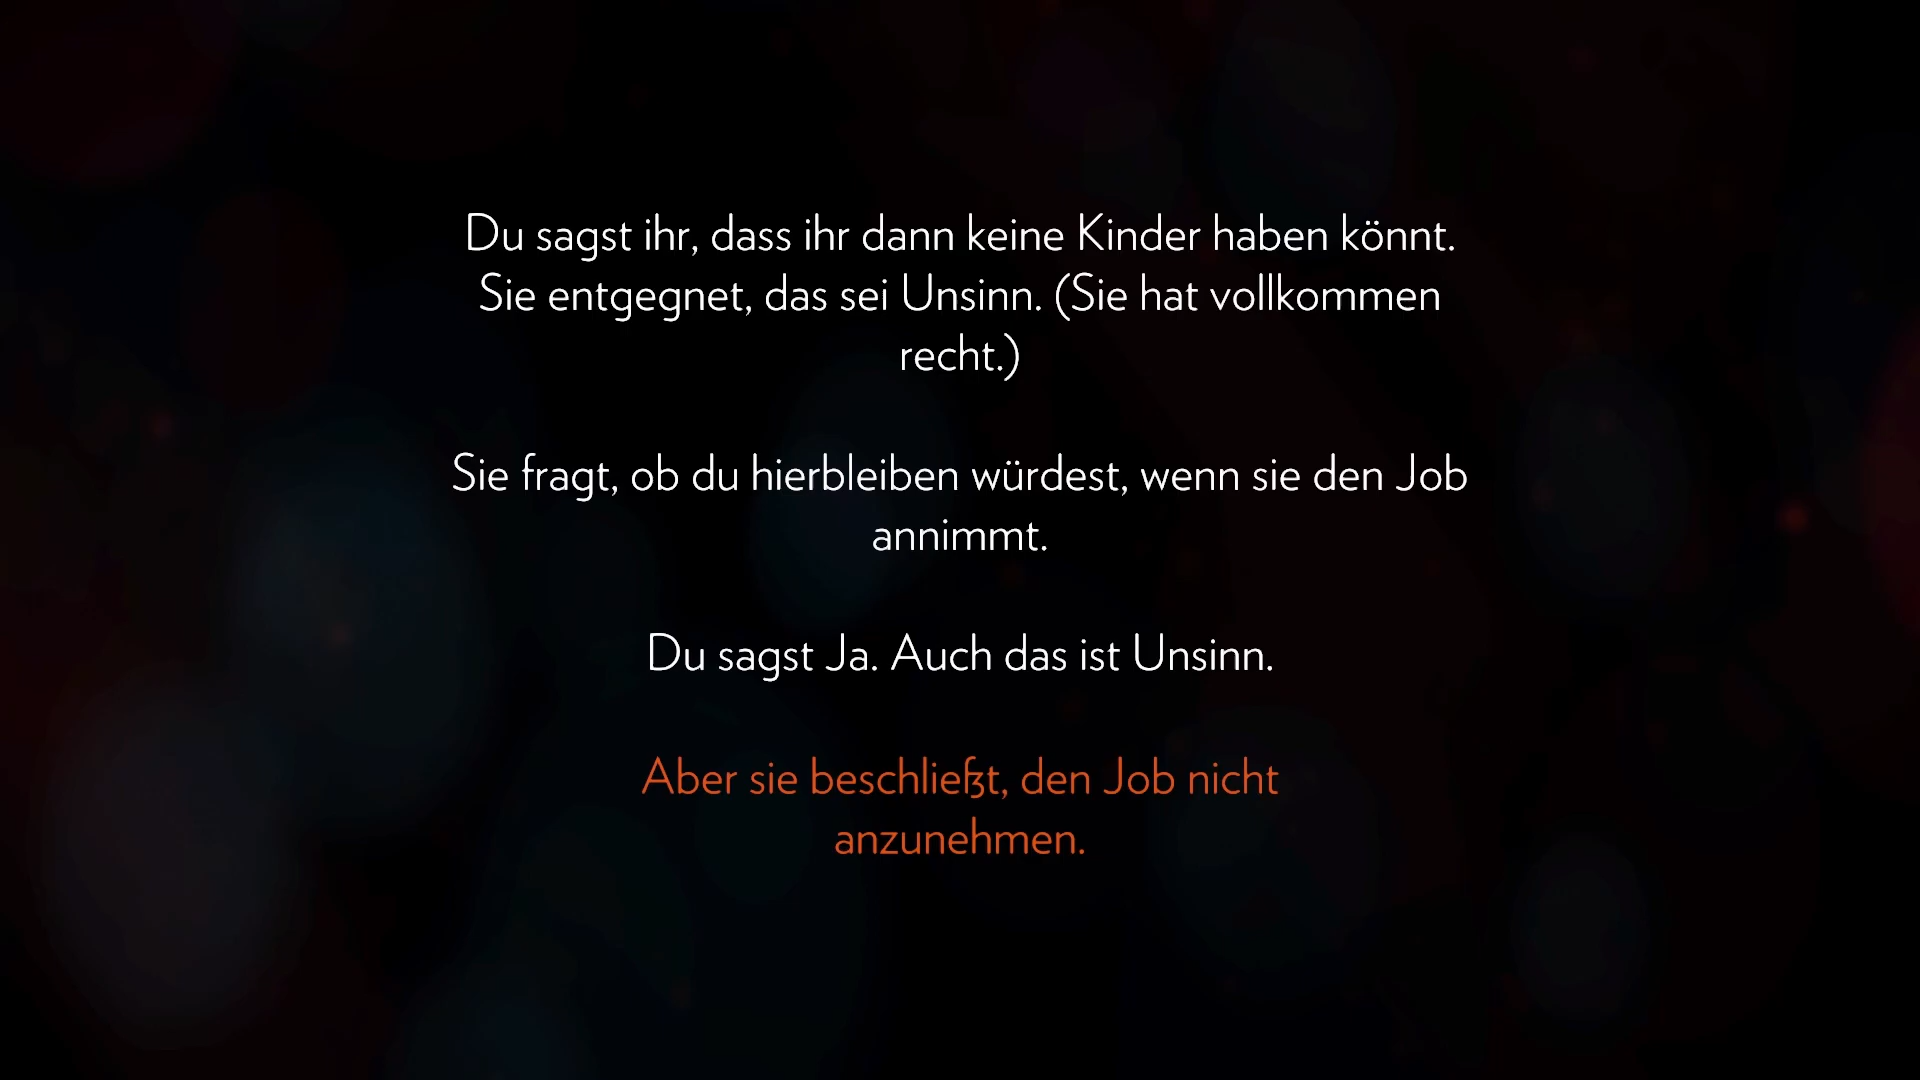 Du sagst ihr, dass ihr dann keine Kinder haben könnt.
Sie entgegnet, das sei Unsinn. (Sie hat vollkommen
recht.)
Sie fragt, ob du hierbleiben würdest, wenn sie den Job
annimmt.
Du sagst Ja. Auch das ist Unsinn.
Aber sie beschließt, den Job nicht
anzunehmen.